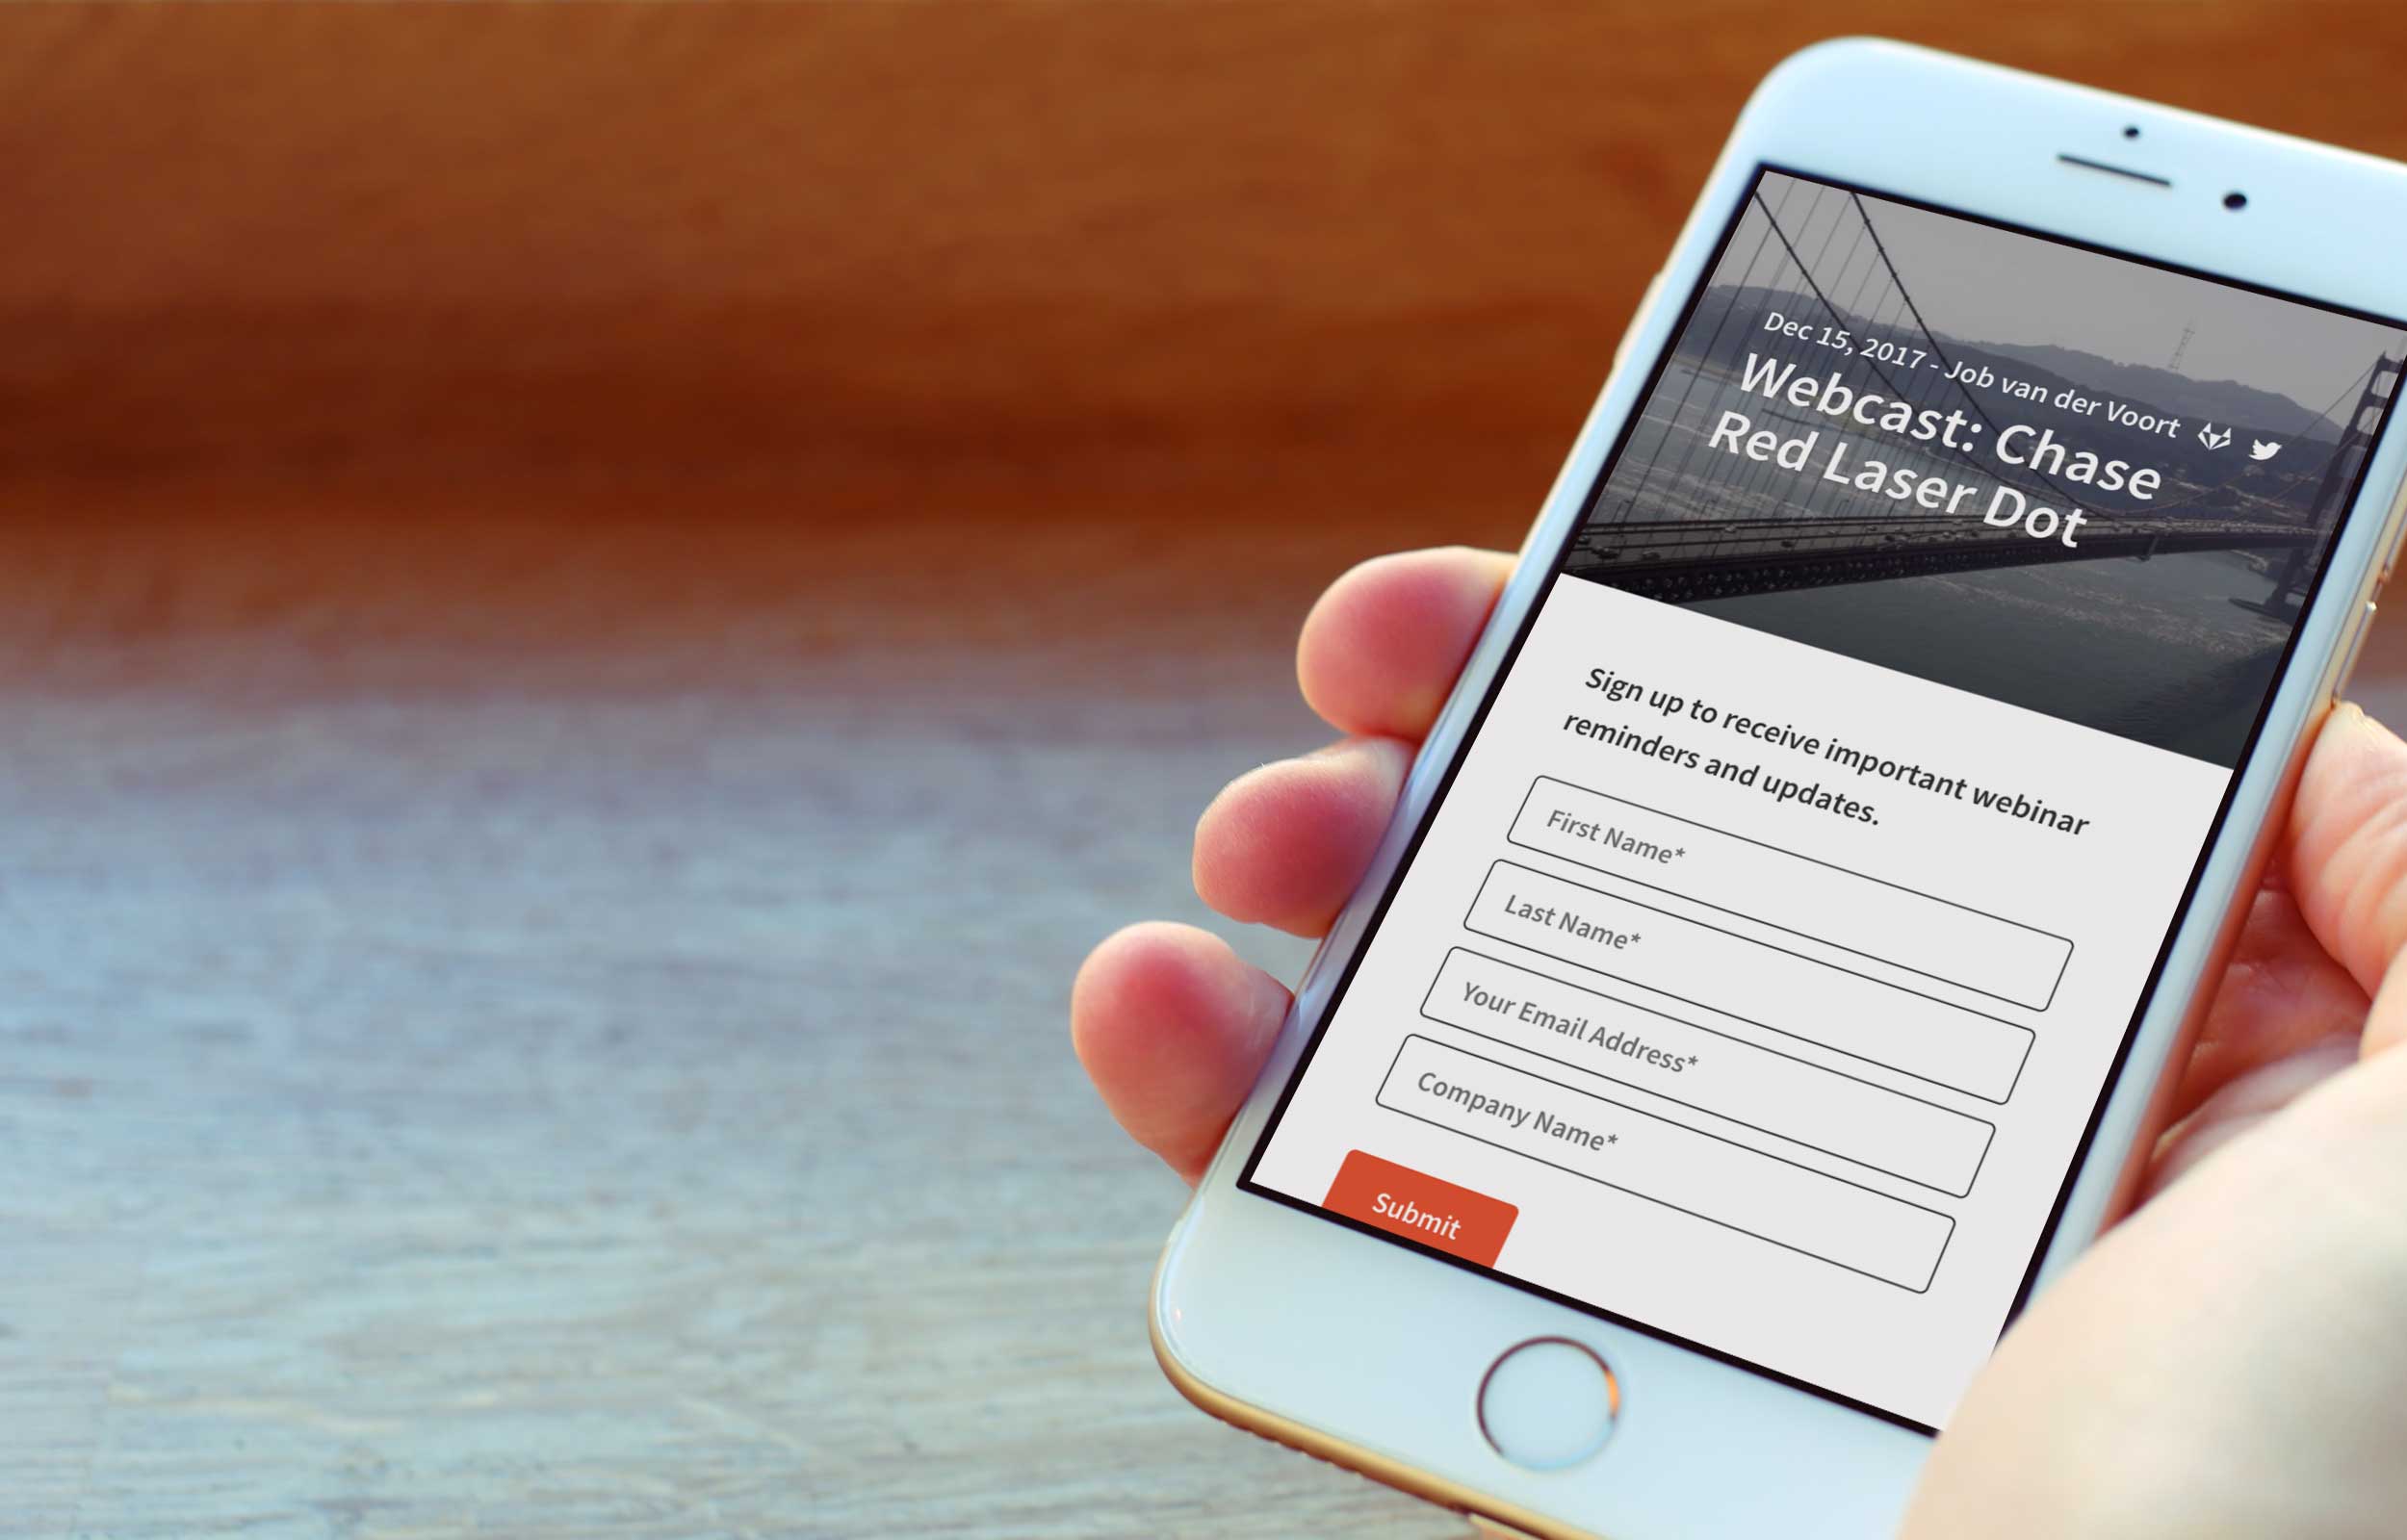 Dec 15, 2017 - Job van der Voort
Webcast: Chase
Red Laser Dot
Sign up to receive important webinar
reminders and updates.
First Name*
Last Name*
Your Email Address*
Company Name*
Submit